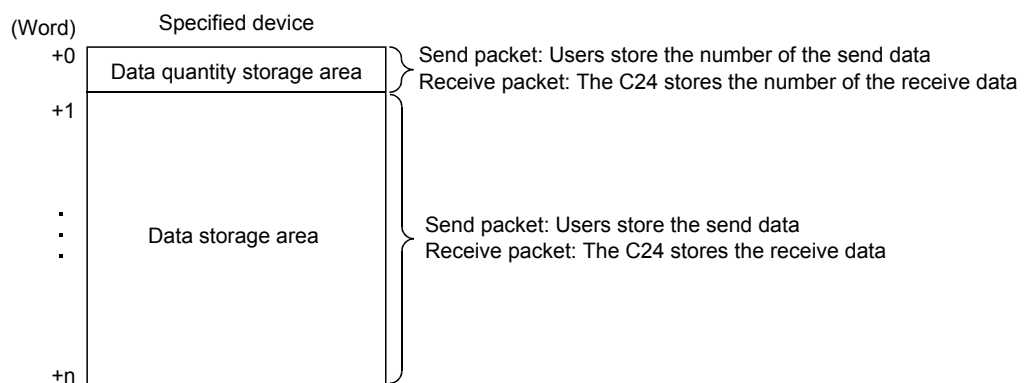 (Word)
Specified device
+0
Data quantity storage area
Send packet: Users store the number of the send data
Receive packet: The C24 stores the number of the receive data
+1
Data storage area
Send packet: Users store the send data
Receive packet: The C24 stores the receive data
+n